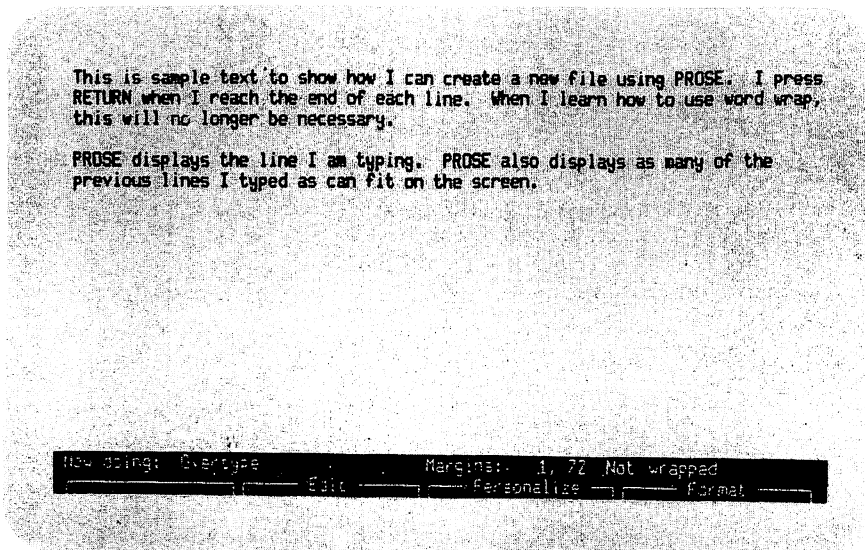 This is sample text to show how I can create a new file using PROSE.  I press
RETURN when I reach the end of each line.  When I learn how to use word wrap,
this will no longer be necessary.
PROSE displays the line I am typing.  PROSE also displays as many of the
previous lines I typed as can fit on the screen.
Now doing:  Overtype  Margins:  1, 72  Not wrapped
Edit  Personalize  Format